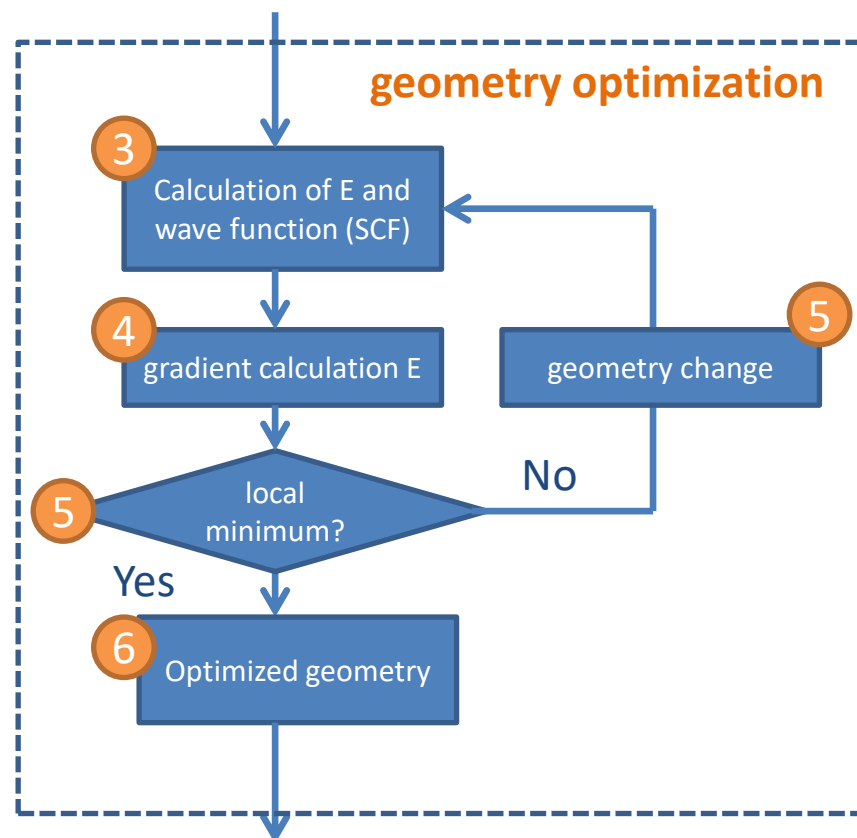 geometry optimization
3
Calculation of E and
wave function (SCF)
4
gradient calculation E
5
geometry change
5
local
minimum?
No
Yes
6
Optimized geometry